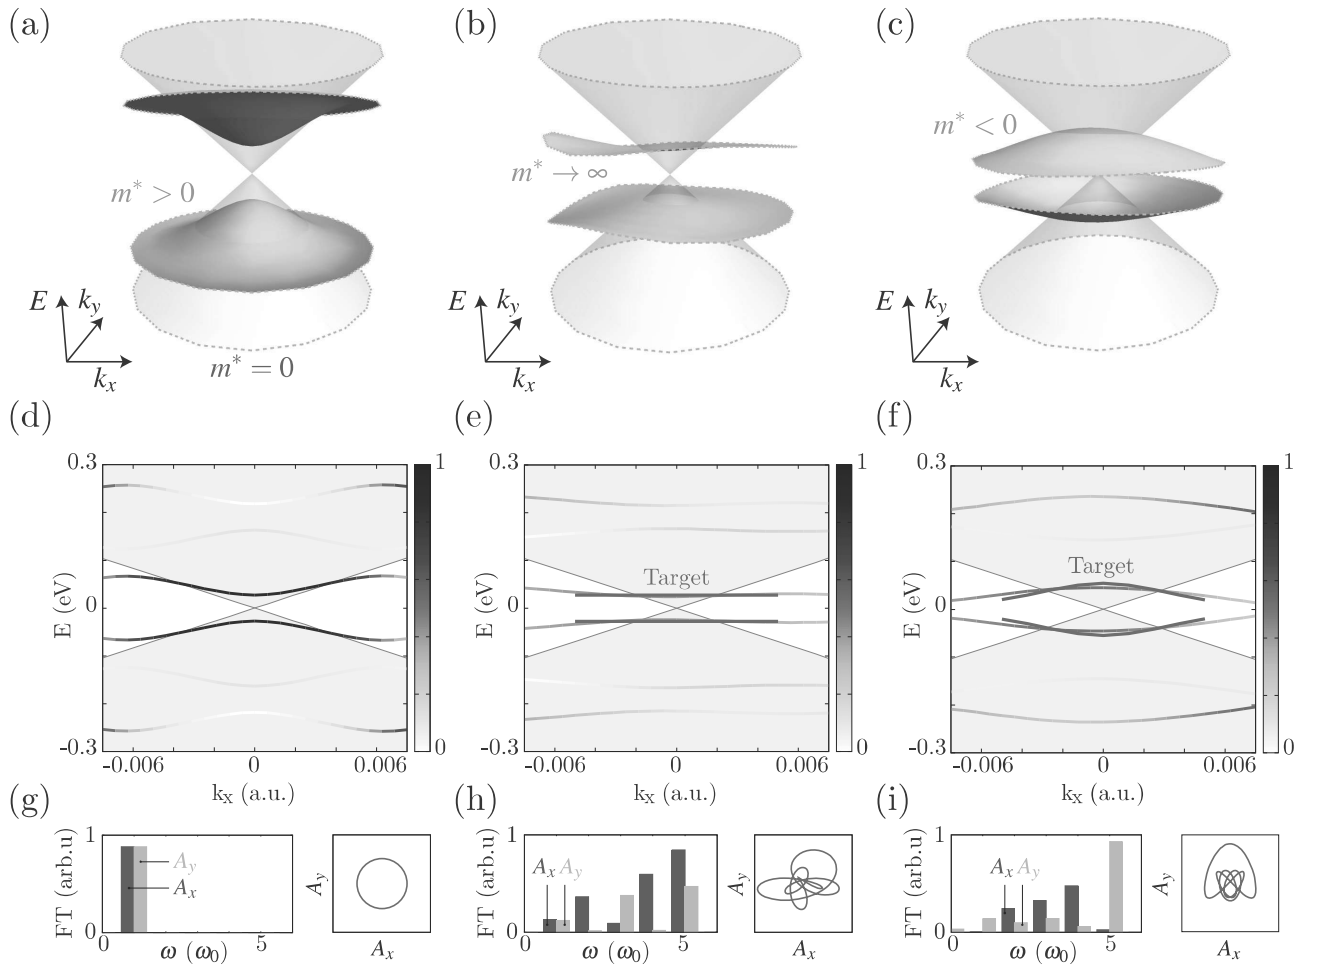 (a)
(b)
(c)
m* > 0
m* → ∞
m* < 0
E
k_y
k_x
m* = 0
E
k_y
k_x
E
k_y
k_x
(d)
(e)
(f)
0.3
0
-0.3
E (eV)
-0.006
0
0.006
k_x (a.u.)
1
0
0.3
0
-0.3
E (eV)
Target
-0.006
0
0.006
k_x (a.u.)
1
0
0.3
0
-0.3
E (eV)
Target
-0.006
0
0.006
k_x (a.u.)
1
0
(g)
(h)
(i)
1
0
FT (arb.u)
A_y
A_x
0
5
ω (ω_0)
A_y
A_x
1
0
FT (arb.u)
A_x
A_y
0
5
ω (ω_0)
A_y
A_x
1
0
FT (arb.u)
A_x
A_y
0
5
ω (ω_0)
A_y
A_x